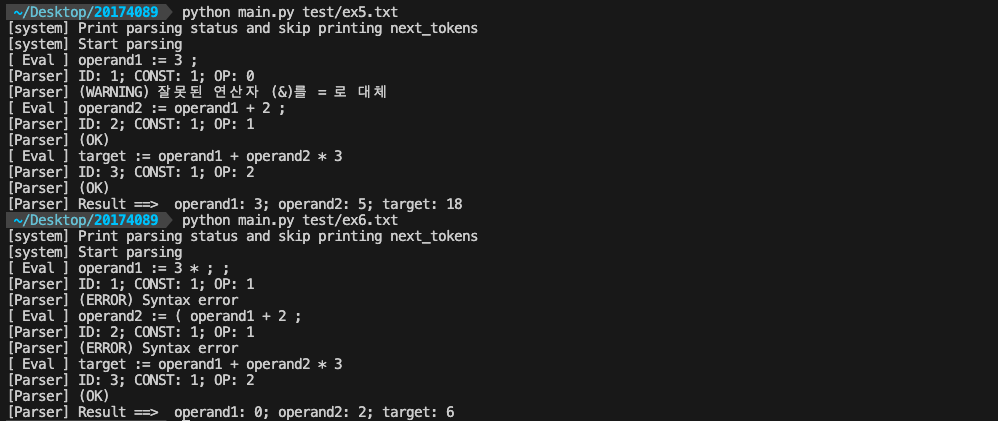 ~/Desktop/20174089 python main.py test/ex5.txt
[system] Print parsing status and skip printing next_tokens
[system] Start parsing
[ Eval ] operand1 := 3 ;
[Parser] ID: 1; CONST: 1; OP: 0
[Parser] (WARNING) 잘못된 연산자 (&)를 = 로 대체
[ Eval ] operand2 := operand1 + 2 ;
[Parser] ID: 2; CONST: 1; OP: 1
[Parser] (OK)
[ Eval ] target := operand1 + operand2 * 3
[Parser] ID: 3; CONST: 1; OP: 2
[Parser] (OK)
[Parser] Result ==>  operand1: 3; operand2: 5; target: 18
~/Desktop/20174089 python main.py test/ex6.txt
[system] Print parsing status and skip printing next_tokens
[system] Start parsing
[ Eval ] operand1 := 3 * ; ;
[Parser] ID: 1; CONST: 1; OP: 1
[Parser] (ERROR) Syntax error
[ Eval ] operand2 := ( operand1 + 2 ;
[Parser] ID: 2; CONST: 1; OP: 1
[Parser] (ERROR) Syntax error
[ Eval ] target := operand1 + operand2 * 3
[Parser] ID: 3; CONST: 1; OP: 2
[Parser] (OK)
[Parser] Result ==>  operand1: 0; operand2: 2; target: 6